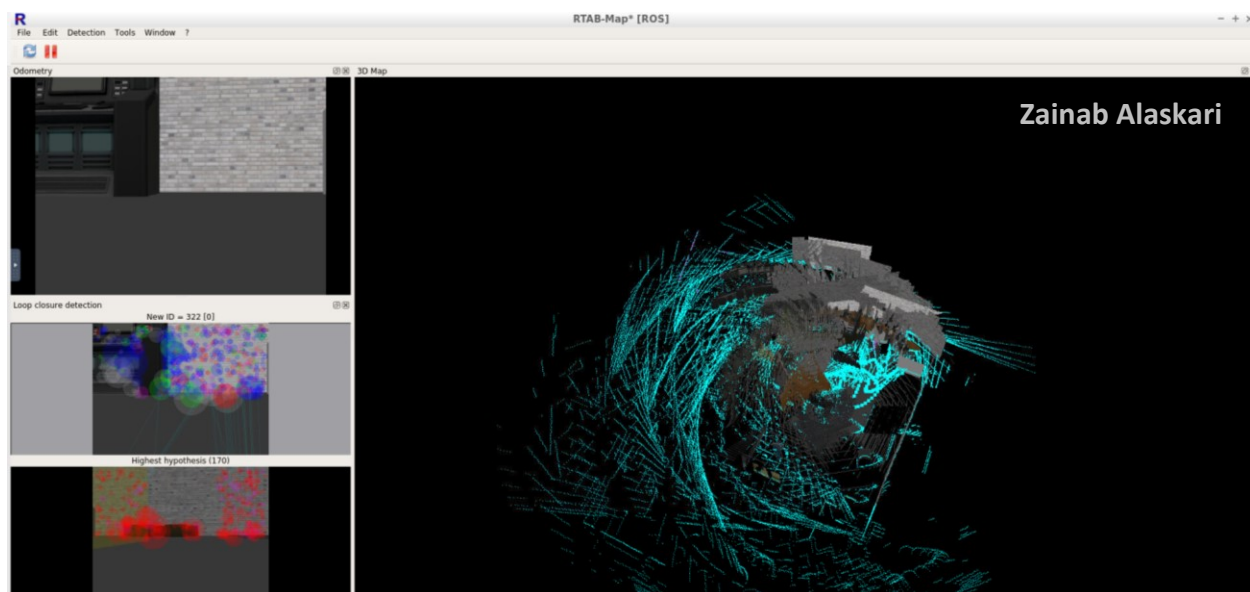 RTAB-Map* [ROS]
File Edit Detection Tools Window ?
Odometry
3D Map
Zainab Alaskari
Loop closure detection
New ID = 322 [0]
Highest hypothesis (170)